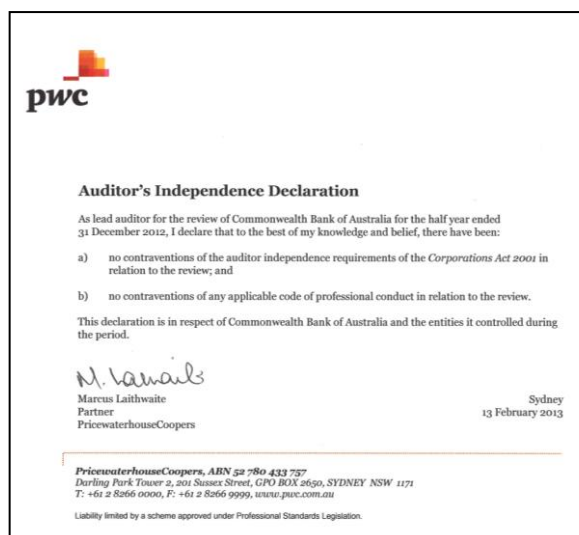 pwc
Auditor's Independence Declaration
As lead auditor for the review of Commonwealth Bank of Australia for the half year ended
31 December 2012, I declare that to the best of my knowledge and belief, there have been:
a) no contraventions of the auditor independence requirements of the Corporations Act 2001 in
relation to the review; and
b) no contraventions of any applicable code of professional conduct in relation to the review.
This declaration is in respect of Commonwealth Bank of Australia and the entities it controlled during
the period.
Marcus Laithwaite Sydney
Partner 13 February 2013
PricewaterhouseCoopers
PricewaterhouseCoopers, ABN 52 780 433 757
Darling Park Tower 2, 201 Sussex Street, GPO BOX 2650, SYDNEY NSW 1171
T: +61 2 8266 0000, F: +61 2 8266 9999, www.pwc.com.au
Liability limited by a scheme approved under Professional Standards Legislation.